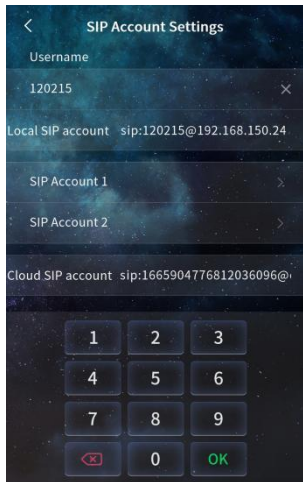 SIP Account Settings
Username
120215
Local SIP account sip:120215@192.168.150.24
SIP Account 1
SIP Account 2
Cloud SIP account sip:1665904776812036096@
1 2 3
4 5 6
7 8 9
0 OK